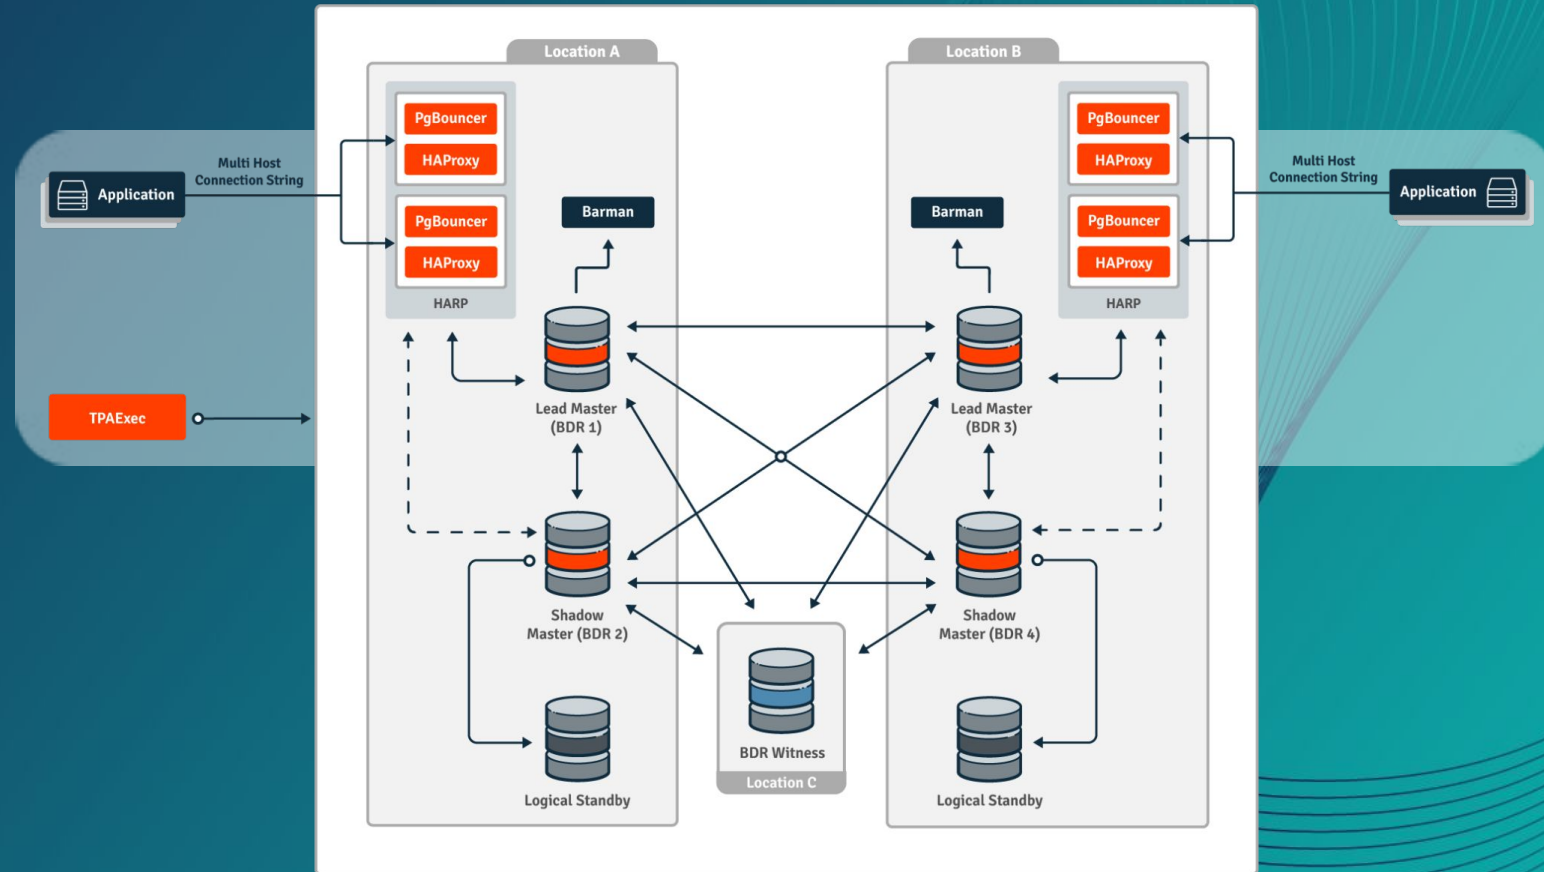 Location A
PgBouncer
HAProxy
PgBouncer
HAProxy
HARP
Multi Host
Connection String
Application
Barman
Lead Master
(BDR 1)
TPAExec
Shadow
Master (BDR 2)
Logical Standby
BDR Witness
Location C
Location B
PgBouncer
HAProxy
PgBouncer
HAProxy
HARP
Multi Host
Connection String
Application
Barman
Lead Master
(BDR 3)
Shadow
Master (BDR 4)
Logical Standby